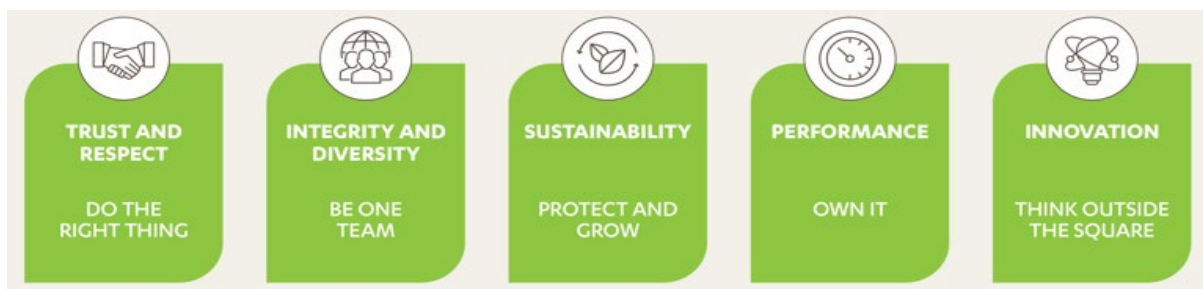 TRUST AND
RESPECT
DO THE
RIGHT THING
INTEGRITY AND
DIVERSITY
BE ONE
TEAM
SUSTAINABILITY
PROTECT AND
GROW
PERFORMANCE
OWN IT
INNOVATION
THINK OUTSIDE
THE SQUARE